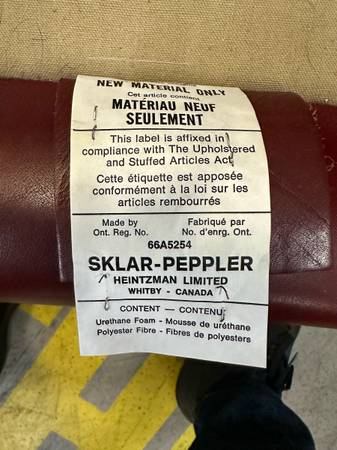 NEW MATERIAL ONLY
Cet article contient
MATÉRIAU NEUF
SEULEMENT
This label is affixed in
compliance with The Upholstered
and Stuffed Articles Act
Cette étiquette est apposée
conformément à la loi sur les
articles rembourrés
Made by Fabriqué par
Ont. Reg. No. No. d'enrg. Ont.
66A5254
SKLAR-PEPPLER
HEINTZMAN LIMITED
WHITBY - CANADA
CONTENT — CONTENU
Urethane Foam - Mousse de uréthane
Polyester Fibre - Fibres de polyesters